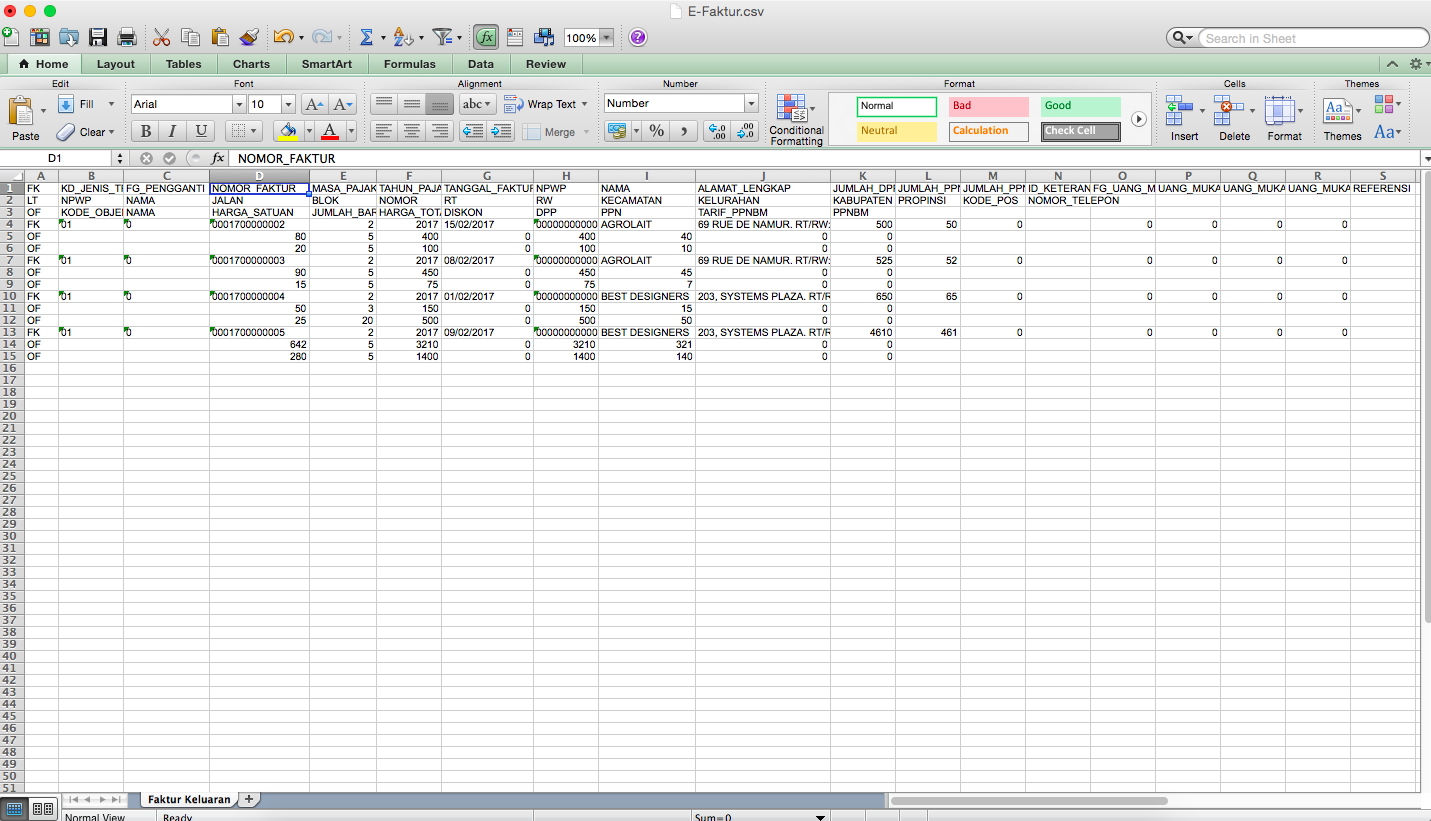 E-Faktur.csv
100%
Search in Sheet
Home Layout Tables Charts SmartArt Formulas Data Review
Edit Font Alignment Number Format Cells Themes
Paste Fill Clear
Arial 10
B I U A A
abc Wrap Text Merge
Number
% , .0 .00 .00 .0
Conditional Formatting
Normal Bad Good
Neutral Calculation Check Cell
Insert Delete Format Themes Aa
D1 fx NOMOR_FAKTUR
A B C D E F G H I J K L M N O P Q R S
1 FK KD_JENIS_TI FG_PENGGANTI NOMOR_FAKTUR MASA_PAJAK TAHUN_PAJA TANGGAL_FAKTUR NPWP NAMA ALAMAT_LENGKAP JUMLAH_DPI JUMLAH_PPN JUMLAH_PPN ID_KETERAN FG_UANG_M UANG_MUKA UANG_MUKA UANG_MUKA REFERENSI
2 LT NPWP NAMA JALAN BLOK NOMOR RT RW KECAMATAN KELURAHAN KABUPATEN PROPINSI KODE_POS NOMOR_TELEPON
3 OF KODE_OBJEI NAMA HARGA_SATUAN JUMLAH_BAR HARGA_TOTA DISKON DPP PPN TARIF_PPNBM PPNBM
4 FK 01 0 0001700000002 2 2017 15/02/2017 00000000000 AGROLAIT 69 RUE DE NAMUR. RT/RW: 500 50 0 0 0 0 0
5 OF 80 5 400 0 400 40 0 0
6 OF 20 5 100 0 100 10 0 0
7 FK 01 0 0001700000003 2 2017 08/02/2017 00000000000 AGROLAIT 69 RUE DE NAMUR. RT/RW: 525 52 0 0 0 0 0
8 OF 90 5 450 0 450 45 0 0
9 OF 15 5 75 0 75 7 0 0
10 FK 01 0 0001700000004 2 2017 01/02/2017 00000000000 BEST DESIGNERS 203, SYSTEMS PLAZA. RT/R 650 65 0 0 0 0 0
11 OF 50 3 150 0 150 15 0 0
12 OF 25 20 500 0 500 50 0 0
13 FK 01 0 0001700000005 2 2017 09/02/2017 00000000000 BEST DESIGNERS 203, SYSTEMS PLAZA. RT/R 4610 461 0 0 0 0 0
14 OF 642 5 3210 0 3210 321 0 0
15 OF 280 5 1400 0 1400 140 0 0
16
17
18
19
20
21
22
23
24
25
26
27
28
29
30
31
32
33
34
35
36
37
38
39
40
41
42
43
44
45
46
47
48
49
50
51
Faktur Keluaran
Normal View Ready Sum=0